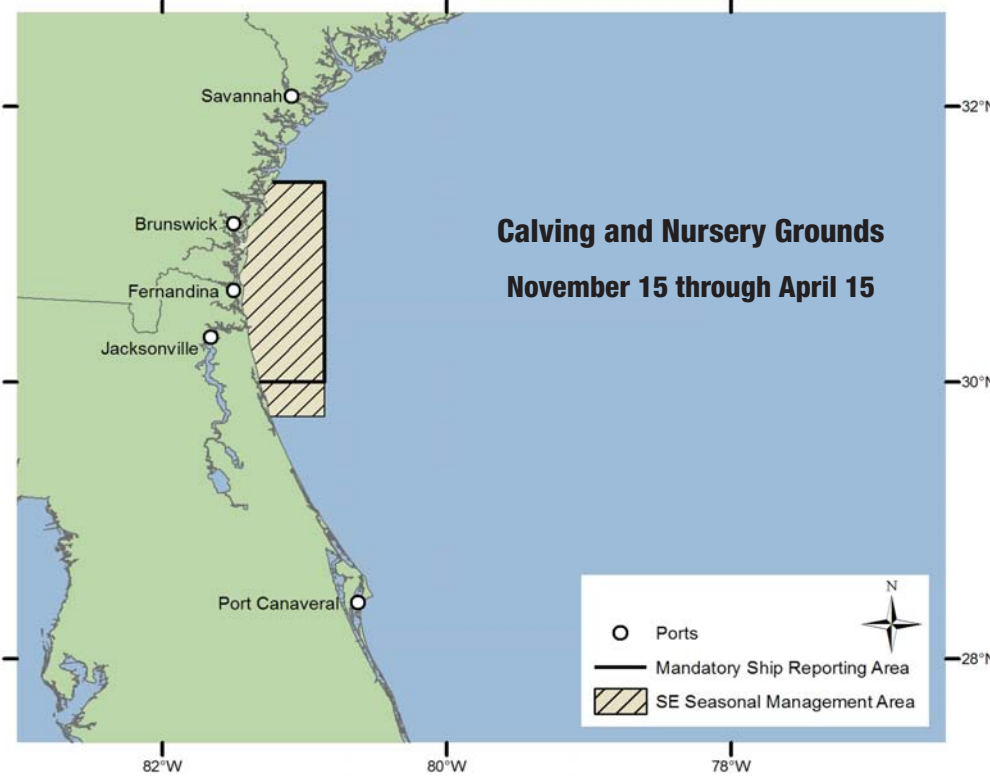 Savannah
32°N
Brunswick
Calving and Nursery Grounds
November 15 through April 15
Fernandina
Jacksonville
30°N
Port Canaveral
N
Ports
Mandatory Ship Reporting Area
SE Seasonal Management Area
28°N
82°W
80°W
78°W